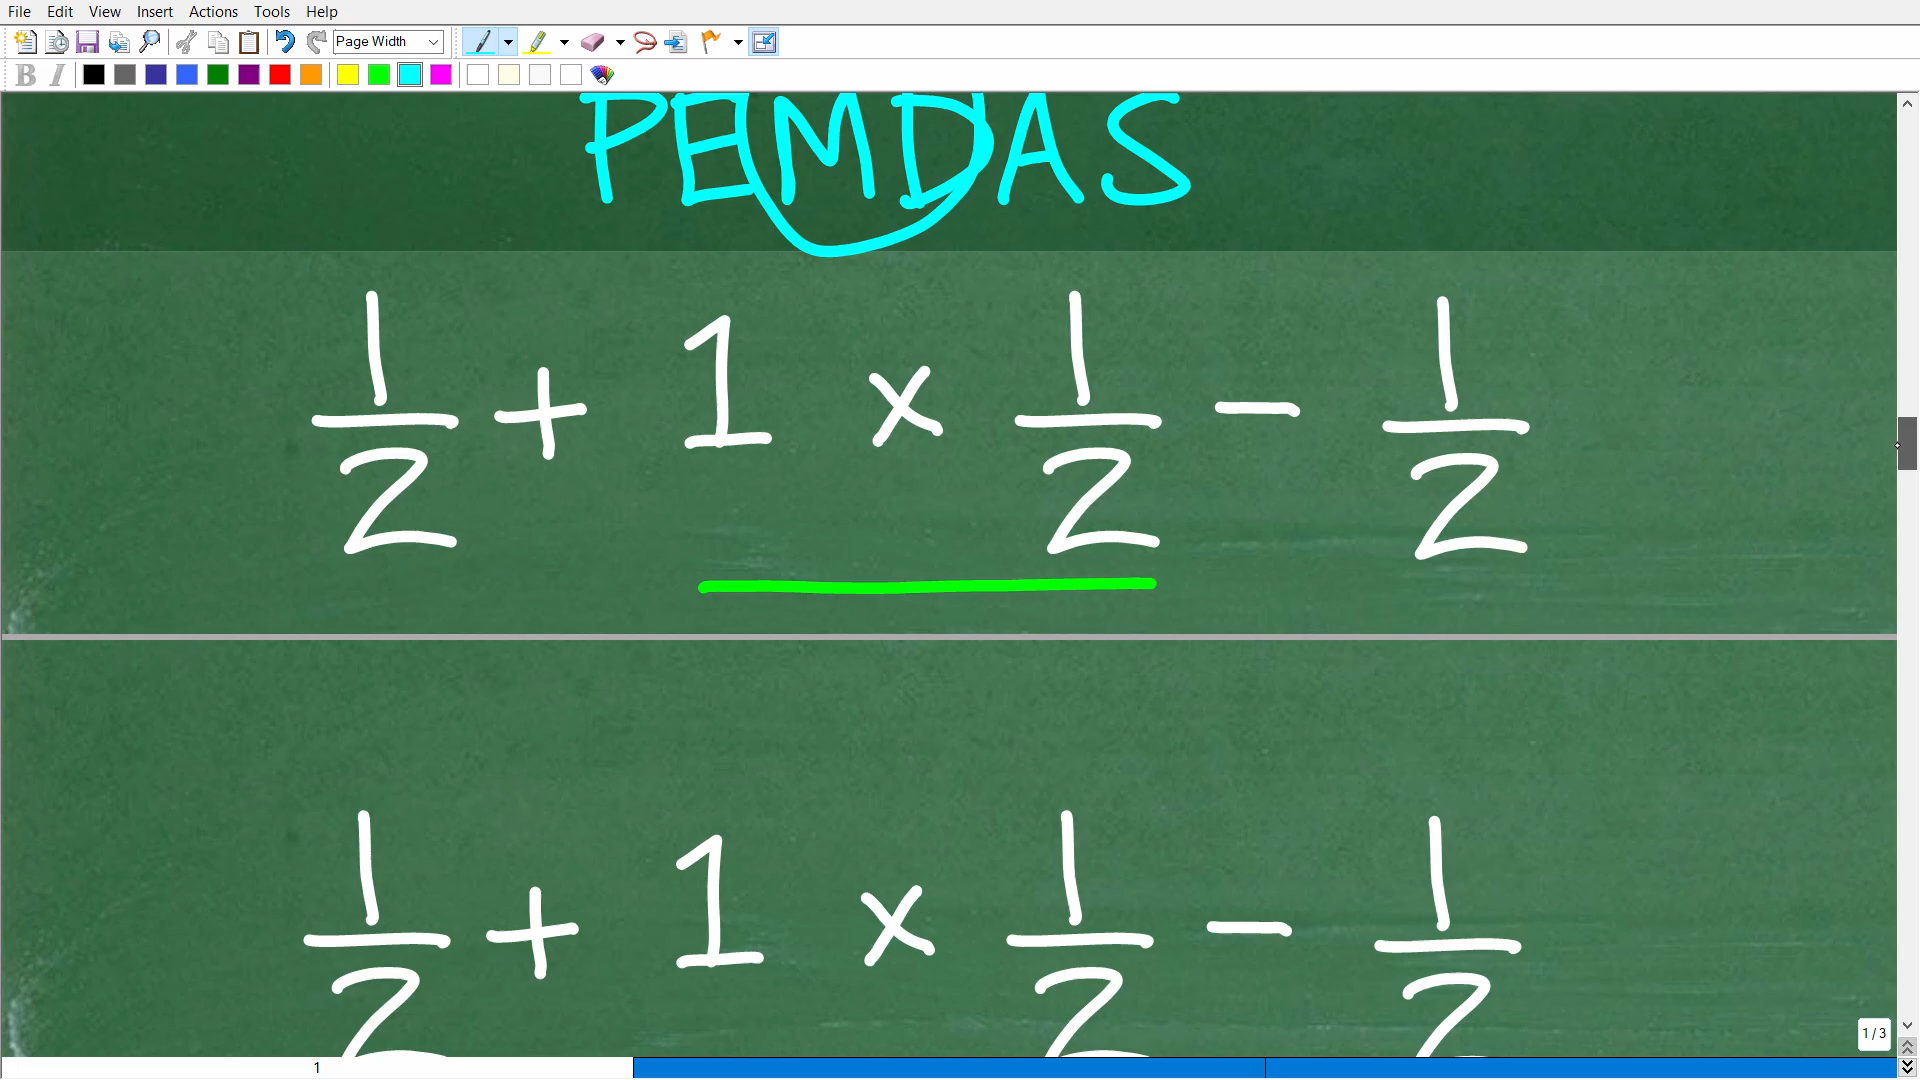 File Edit View Insert Actions Tools Help
Page Width
B I
PEMDAS
1/2 + 1 × 1/2 − 1/2
1/2 + 1 × 1/2 − 1/2
1 / 3
1